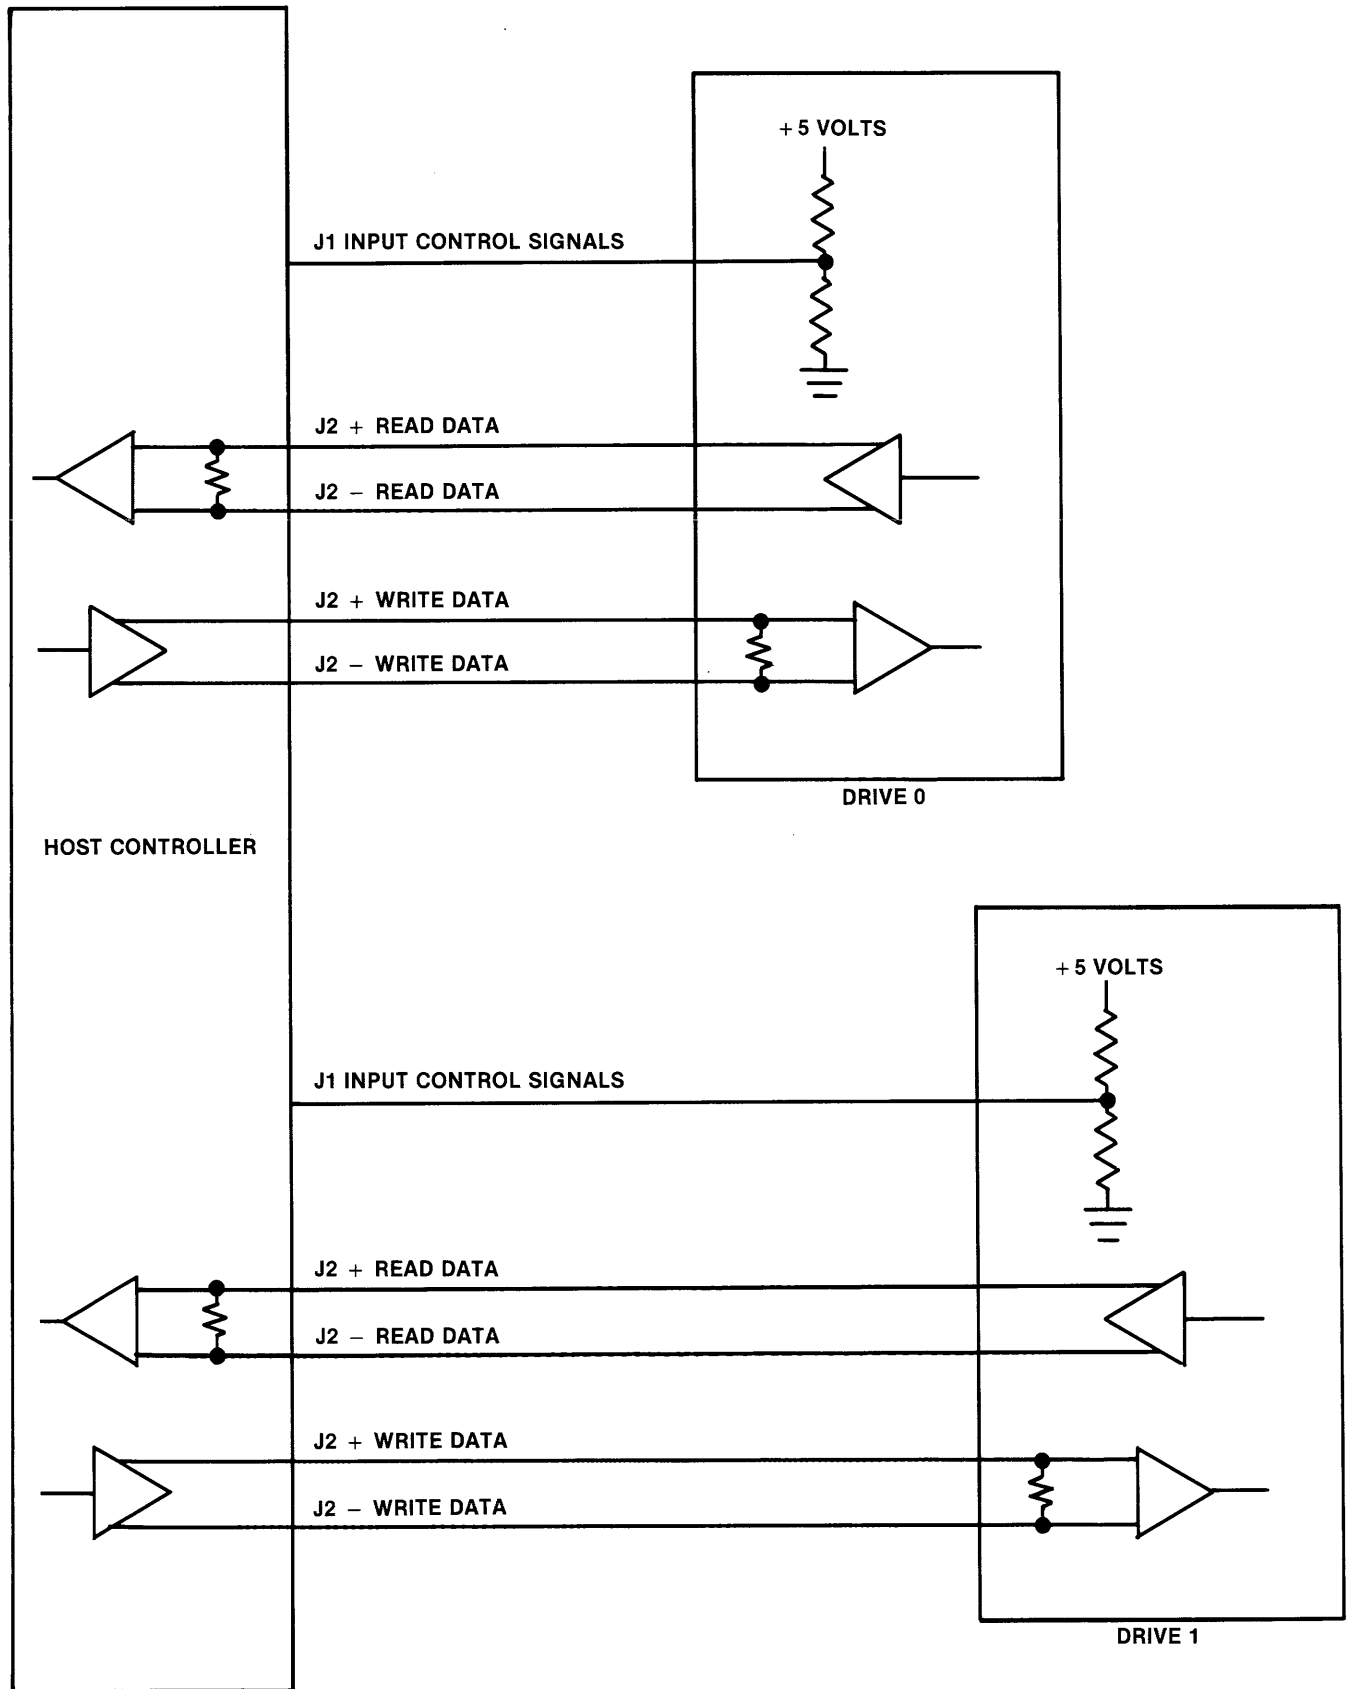 + 5 VOLTS
J1 INPUT CONTROL SIGNALS
J2 + READ DATA
J2 – READ DATA
J2 + WRITE DATA
J2 – WRITE DATA
DRIVE 0
HOST CONTROLLER
+ 5 VOLTS
J1 INPUT CONTROL SIGNALS
J2 + READ DATA
J2 – READ DATA
J2 + WRITE DATA
J2 – WRITE DATA
DRIVE 1